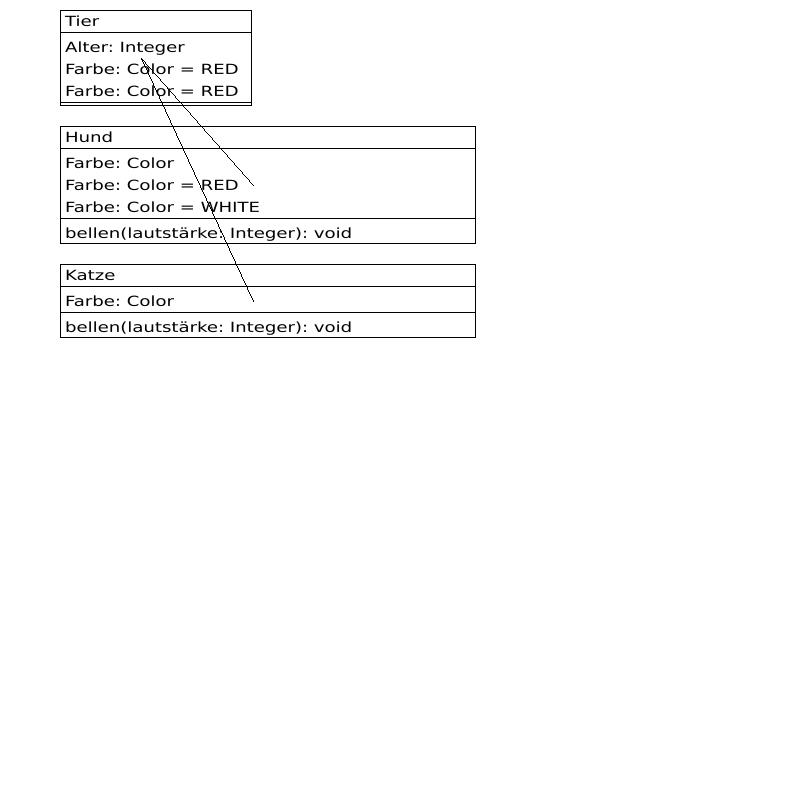 Tier
Alter: Integer
Farbe: Color = RED
Farbe: Color = RED
Hund
Farbe: Color
Farbe: Color = RED
Farbe: Color = WHITE
bellen(lautstärke: Integer): void
Katze
Farbe: Color
bellen(lautstärke: Integer): void